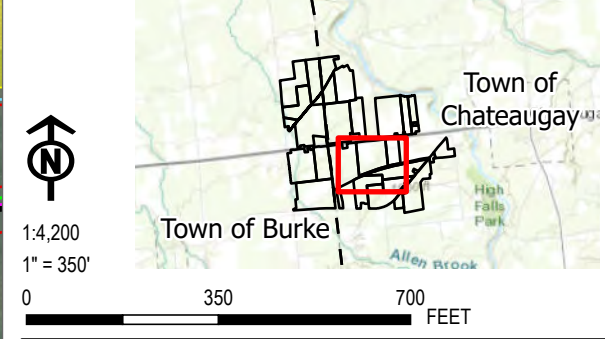 Town of
Chateaugay
N
1:4,200
1" = 350'
Town of Burke
High
Falls
Park
Allen Brook
0 350 700
FEET